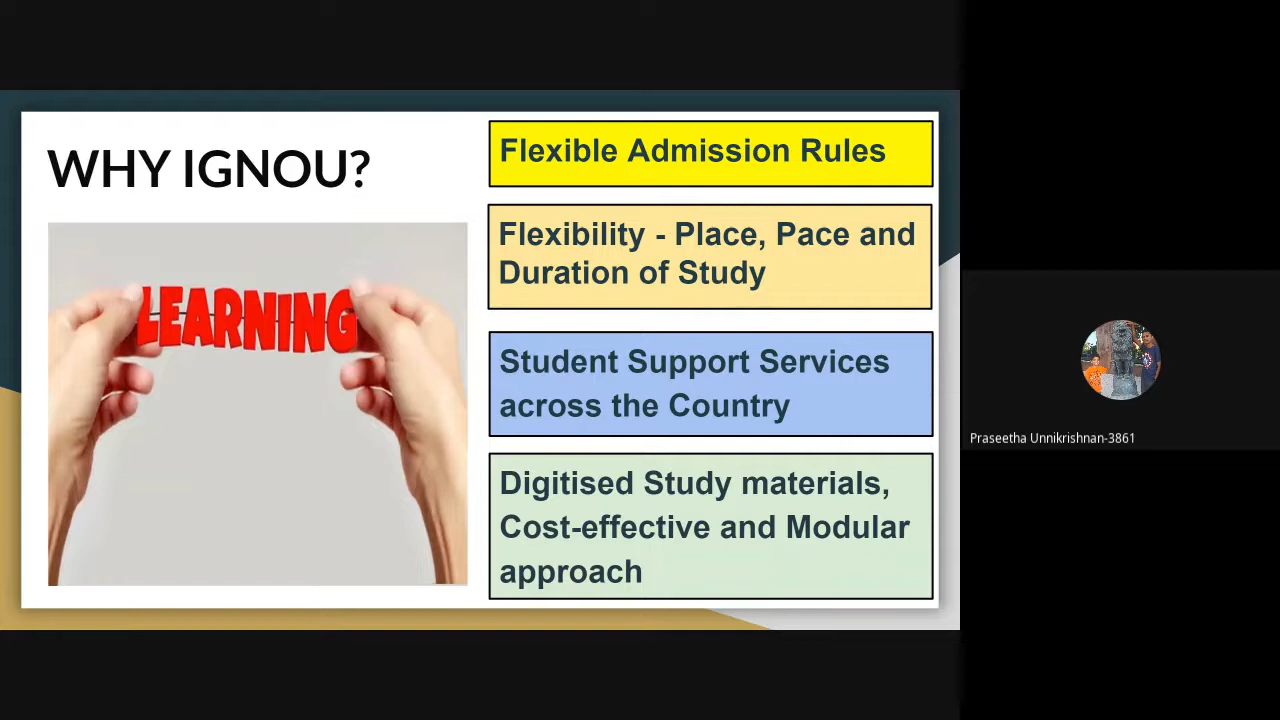 WHY IGNOU?
LEARNING
Flexible Admission Rules
Flexibility - Place, Pace and
Duration of Study
Student Support Services
across the Country
Digitised Study materials,
Cost-effective and Modular
approach
Praseetha Unnikrishnan-3861